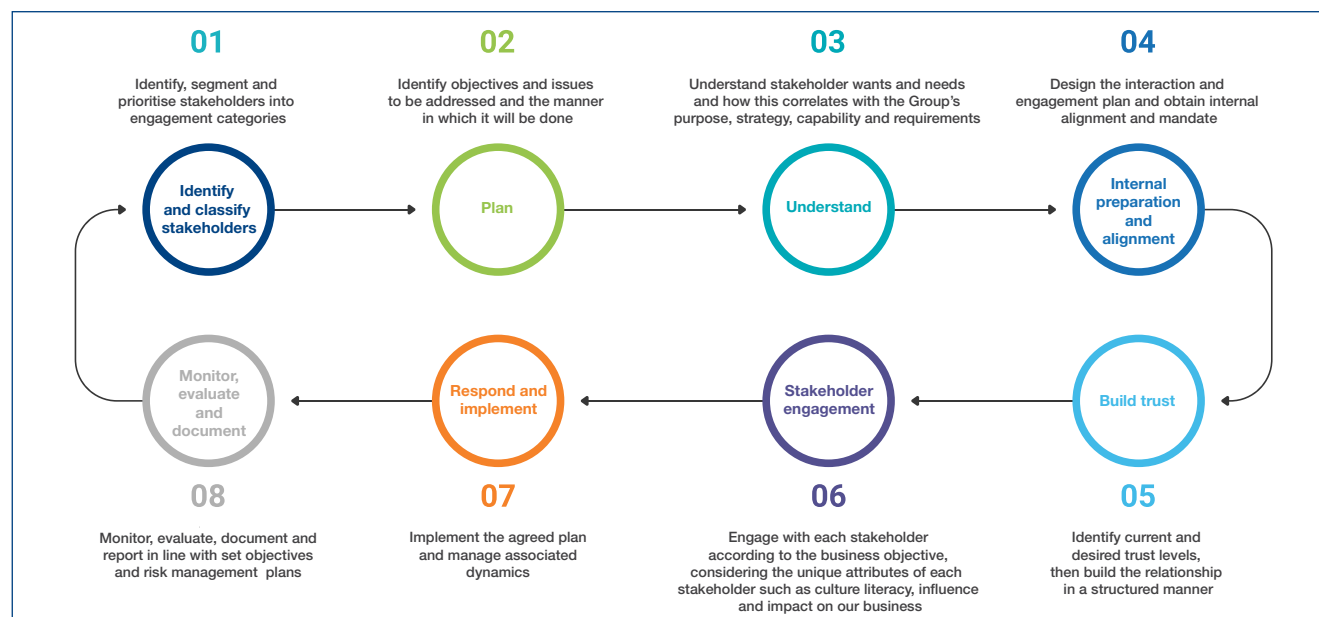 01
Identify, segment and
prioritise stakeholders into
engagement categories
02
Identify objectives and issues
to be addressed and the manner
in which it will be done
03
Understand stakeholder wants and needs
and how this correlates with the Group's
purpose, strategy, capability and requirements
04
Design the interaction and
engagement plan and obtain internal
alignment and mandate
Identify
and classify
stakeholders
Plan
Understand
Internal
preparation
and
alignment
Build trust
Stakeholder
engagement
Respond and
implement
Monitor,
evaluate
and
document
05
Identify current and
desired trust levels,
then build the relationship
in a structured manner
06
Engage with each stakeholder
according to the business objective,
considering the unique attributes of each
stakeholder such as culture literacy, influence
and impact on our business
07
Implement the agreed plan
and manage associated
dynamics
08
Monitor, evaluate, document and
report in line with set objectives
and risk management plans